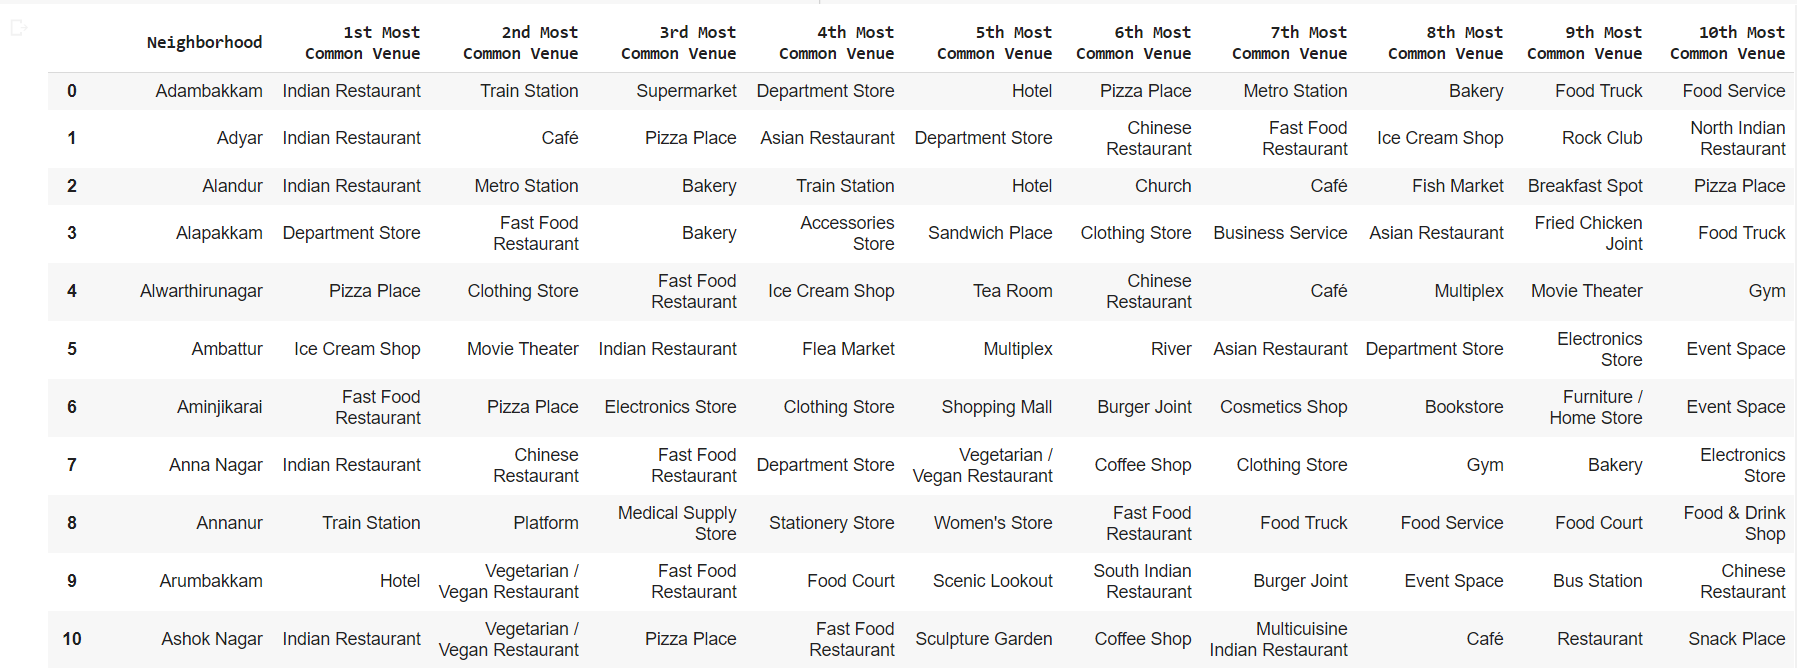 Neighborhood 1st Most Common Venue 2nd Most Common Venue 3rd Most Common Venue 4th Most Common Venue 5th Most Common Venue 6th Most Common Venue 7th Most Common Venue 8th Most Common Venue 9th Most Common Venue 10th Most Common Venue
0 Adambakkam Indian Restaurant Train Station Supermarket Department Store Hotel Pizza Place Metro Station Bakery Food Truck Food Service
1 Adyar Indian Restaurant Café Pizza Place Asian Restaurant Department Store Chinese Restaurant Fast Food Restaurant Ice Cream Shop Rock Club North Indian Restaurant
2 Alandur Indian Restaurant Metro Station Bakery Train Station Hotel Church Café Fish Market Breakfast Spot Pizza Place
3 Alapakkam Department Store Fast Food Restaurant Bakery Accessories Store Sandwich Place Clothing Store Business Service Asian Restaurant Fried Chicken Joint Food Truck
4 Alwarthirunagar Pizza Place Clothing Store Fast Food Restaurant Ice Cream Shop Tea Room Chinese Restaurant Café Multiplex Movie Theater Gym
5 Ambattur Ice Cream Shop Movie Theater Indian Restaurant Flea Market Multiplex River Asian Restaurant Department Store Electronics Store Event Space
6 Aminjikarai Fast Food Restaurant Pizza Place Electronics Store Clothing Store Shopping Mall Burger Joint Cosmetics Shop Bookstore Furniture / Home Store Event Space
7 Anna Nagar Indian Restaurant Chinese Restaurant Fast Food Restaurant Department Store Vegetarian / Vegan Restaurant Coffee Shop Clothing Store Gym Bakery Electronics Store
8 Annanur Train Station Platform Medical Supply Store Stationery Store Women's Store Fast Food Restaurant Food Truck Food Service Food Court Food & Drink Shop
9 Arumbakkam Hotel Vegetarian / Vegan Restaurant Fast Food Restaurant Food Court Scenic Lookout South Indian Restaurant Burger Joint Event Space Bus Station Chinese Restaurant
10 Ashok Nagar Indian Restaurant Vegetarian / Vegan Restaurant Pizza Place Fast Food Restaurant Sculpture Garden Coffee Shop Multicuisine Indian Restaurant Café Restaurant Snack Place